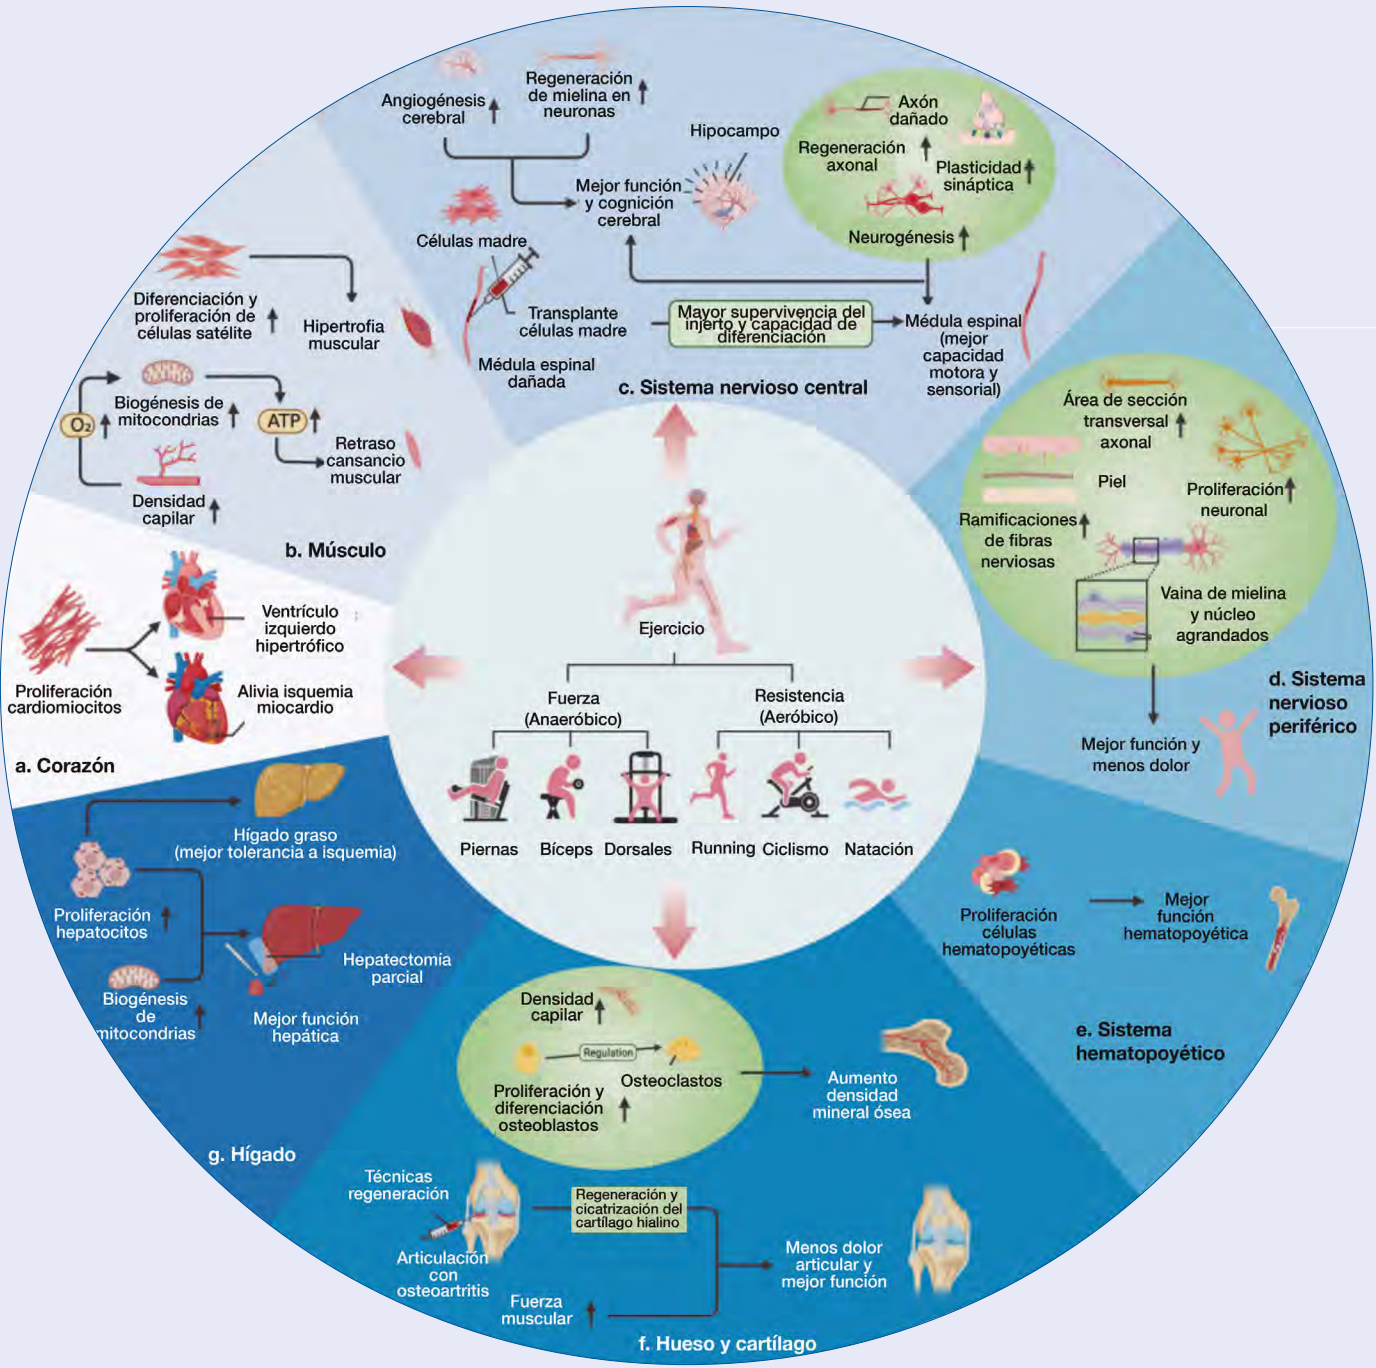 Angiogénesis
cerebral
Regeneración
de mielina en
neuronas
Mejor función
y cognición
cerebral
Hipocampo
Axón
dañado
Regeneración
axonal
Plasticidad
sináptica
Neurogénesis
Células madre
Transplante
células madre
Médula espinal
dañada
Mayor supervivencia del
injerto y capacidad de
diferenciación
Médula espinal
(mejor
capacidad
motora y
sensorial)
c. Sistema nervioso central
Diferenciación y
proliferación de
células satélite
Hipertrofia
muscular
Biogénesis de
mitocondrias
O₂
ATP
Retraso
cansancio
muscular
Densidad
capilar
b. Músculo
Ventrículo
izquierdo
hipertrófico
Proliferación
cardiomiocitos
Alivia isquemia
miocardio
a. Corazón
Área de sección
transversal
axonal
Piel
Proliferación
neuronal
Ramificaciones
de fibras
nerviosas
Vaina de mielina
y núcleo
agrandados
Mejor función y
menos dolor
d. Sistema
nervioso
periférico
Ejercicio
Fuerza
(Anaeróbico)
Resistencia
(Aeróbico)
Piernas
Bíceps
Dorsales
Running
Ciclismo
Natación
Proliferación
células
hematopoyéticas
Mejor
función
hematopoyética
e. Sistema
hematopoyético
Hígado graso
(mejor tolerancia a isquemia)
Proliferación
hepatocitos
Biogénesis
de
mitocondrias
Hepatectomía
parcial
Mejor función
hepática
g. Hígado
Densidad
capilar
Regulation
Osteoclastos
Proliferación y
diferenciación
osteoblastos
Aumento
densidad
mineral ósea
Técnicas
regeneración
Articulación
con
osteoartritis
Regeneración y
cicatrización del
cartílago hialino
Fuerza
muscular
Menos dolor
articular y
mejor función
f. Hueso y cartílago